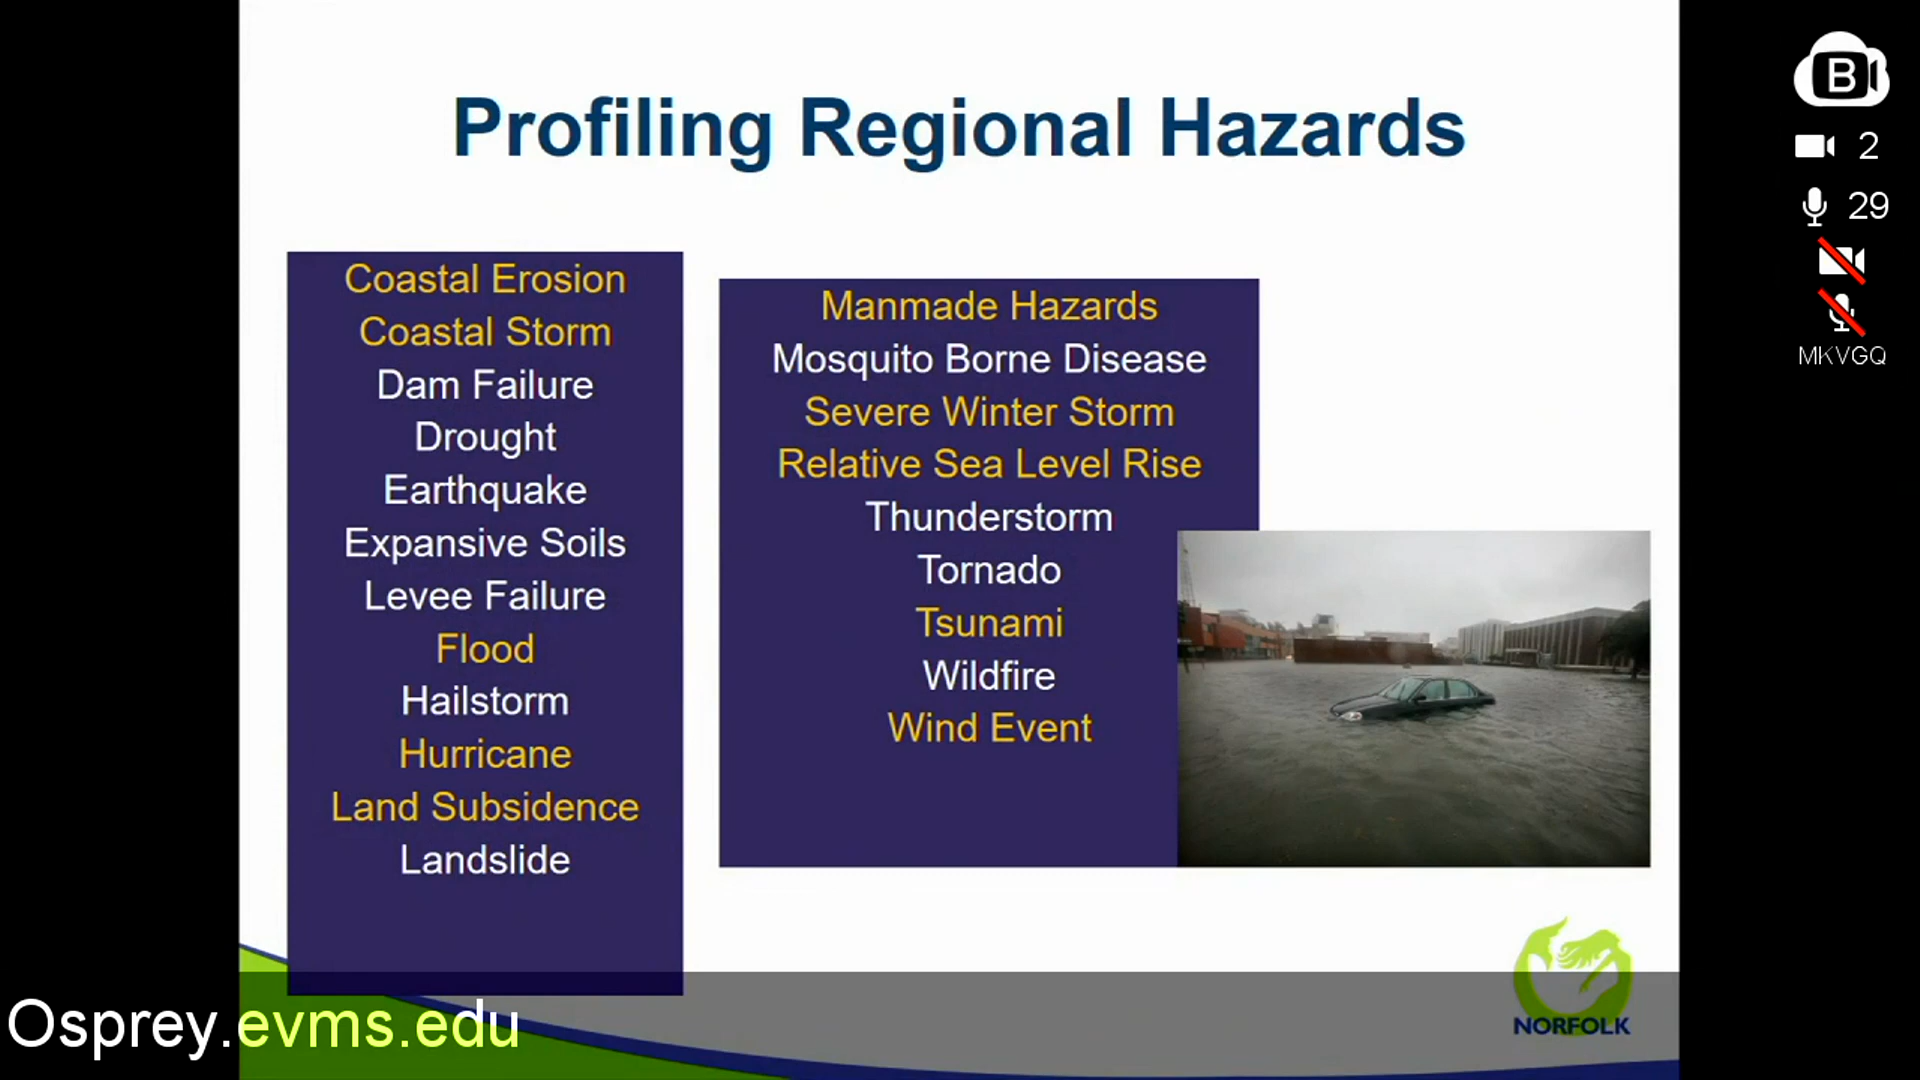 Profiling Regional Hazards
Coastal Erosion
Coastal Storm
Dam Failure
Drought
Earthquake
Expansive Soils
Levee Failure
Flood
Hailstorm
Hurricane
Land Subsidence
Landslide
Manmade Hazards
Mosquito Borne Disease
Severe Winter Storm
Relative Sea Level Rise
Thunderstorm
Tornado
Tsunami
Wildfire
Wind Event
NORFOLK
Osprey.evms.edu
B
2
29
MKVGQ